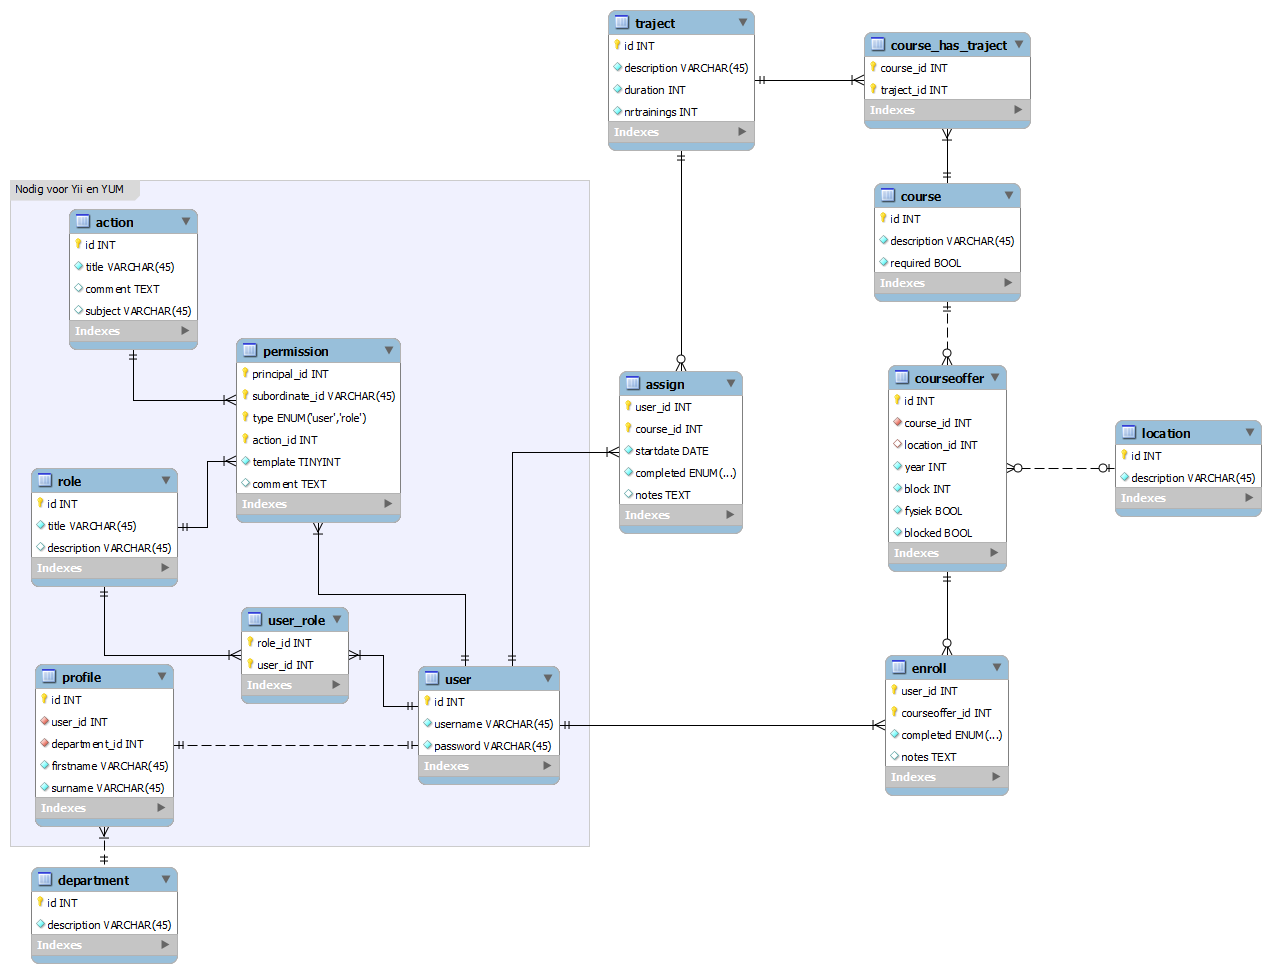 traject
id INT
description VARCHAR(45)
duration INT
nrtrainings INT
Indexes
course_has_traject
course_id INT
traject_id INT
Indexes
course
id INT
description VARCHAR(45)
required BOOL
Indexes
Nodig voor Yii en YUM
action
id INT
title VARCHAR(45)
comment TEXT
subject VARCHAR(45)
Indexes
permission
principal_id INT
subordinate_id VARCHAR(45)
type ENUM('user','role')
action_id INT
template TINYINT
comment TEXT
Indexes
assign
user_id INT
course_id INT
startdate DATE
completed ENUM(...)
notes TEXT
Indexes
courseoffer
id INT
course_id INT
location_id INT
year INT
block INT
fysiek BOOL
blocked BOOL
Indexes
location
id INT
description VARCHAR(45)
Indexes
role
id INT
title VARCHAR(45)
description VARCHAR(45)
Indexes
user_role
role_id INT
user_id INT
Indexes
profile
id INT
user_id INT
department_id INT
firstname VARCHAR(45)
surname VARCHAR(45)
Indexes
user
id INT
username VARCHAR(45)
password VARCHAR(45)
Indexes
enroll
user_id INT
courseoffer_id INT
completed ENUM(...)
notes TEXT
Indexes
department
id INT
description VARCHAR(45)
Indexes